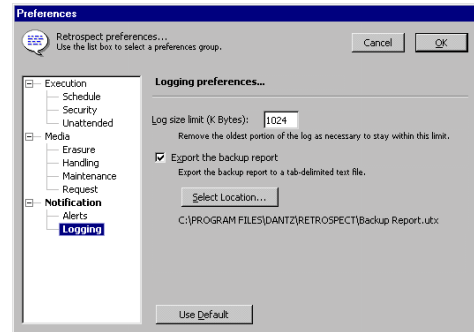 Preferences
Retrospect preferences...
Use the list box to select a preferences group.
Cancel
OK
Execution
Schedule
Security
Unattended
Media
Erasure
Handling
Maintenance
Request
Notification
Alerts
Logging
Logging preferences...
Log size limit (K Bytes): 1024
Remove the oldest portion of the log as necessary to stay within this limit.
Export the backup report
Export the backup report to a tab-delimited text file.
Select Location...
C:\PROGRAM FILES\DANTZ\RETROSPECT\Backup Report.utx
Use Default